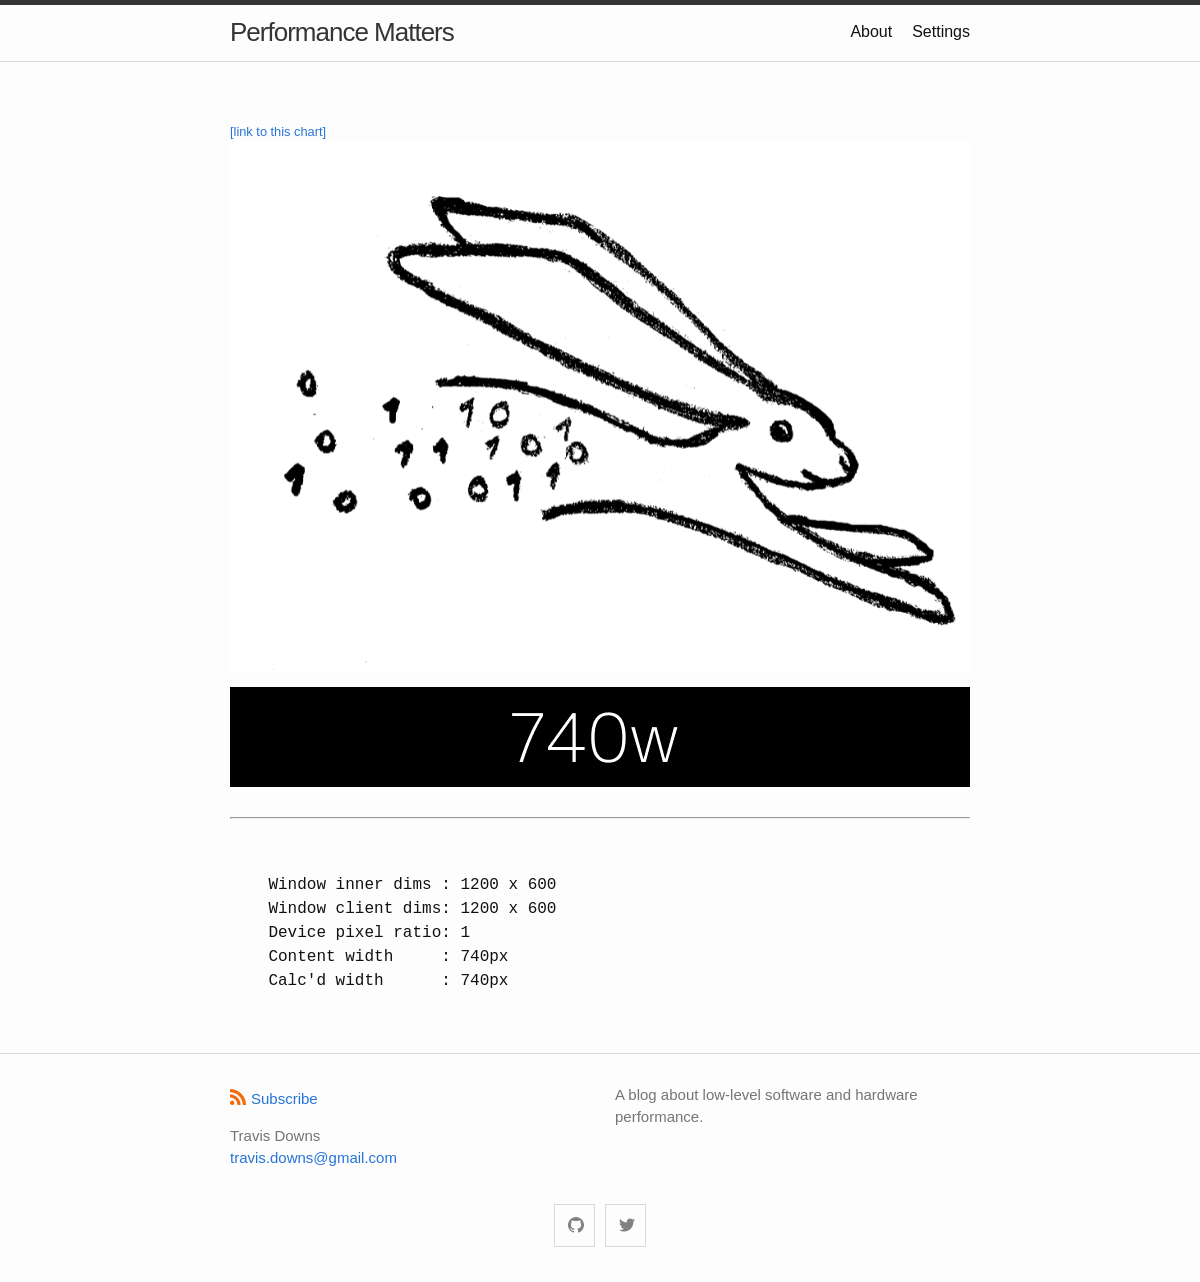 Performance Matters
About Settings
[link to this chart]
0
1
1 0
1
0
1 1
1 0
0
1
0
0
0 1
1
740w
Window inner dims : 1200 x 600
Window client dims: 1200 x 600
Device pixel ratio: 1
Content width     : 740px
Calc'd width      : 740px
Subscribe
Travis Downs
travis.downs@gmail.com
A blog about low-level software and hardware
performance.